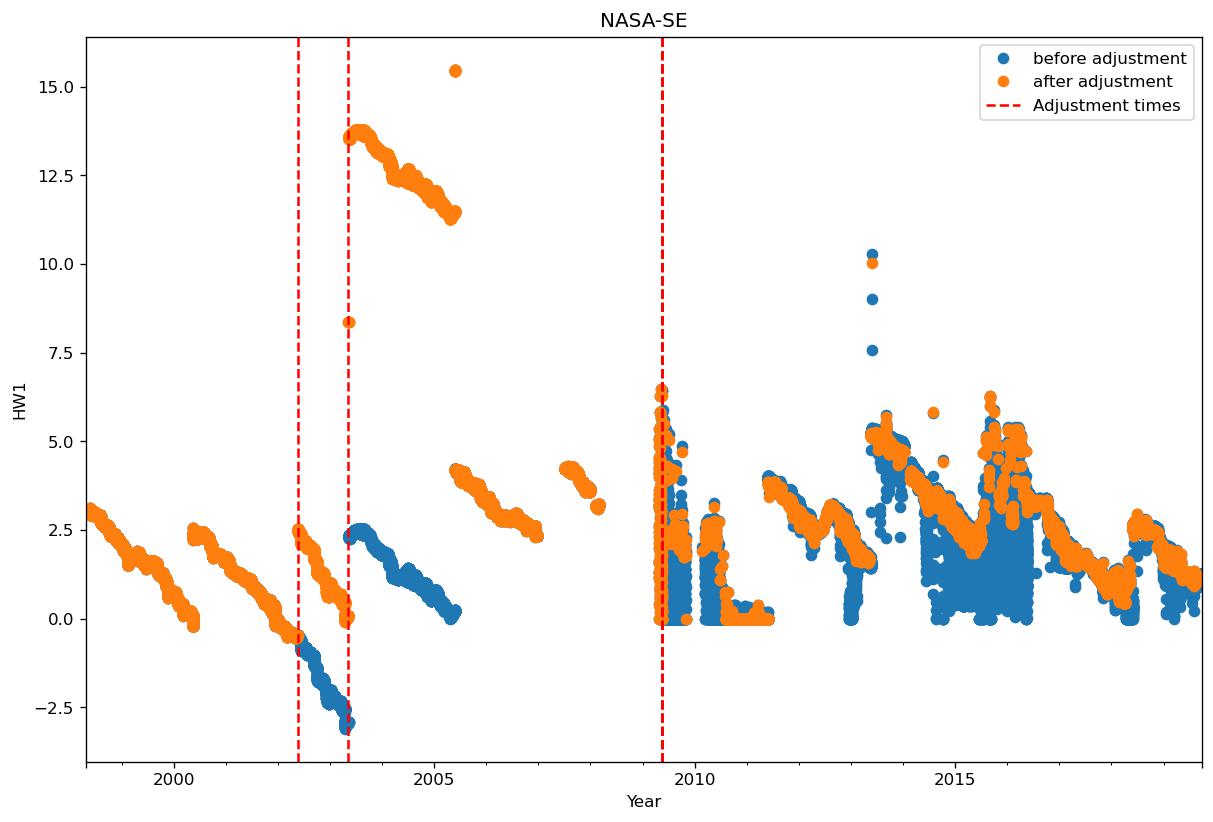 NASA-SE
before adjustment
after adjustment
Adjustment times
HW1
15.0
12.5
10.0
7.5
5.0
2.5
0.0
−2.5
2000
2005
2010
2015
Year